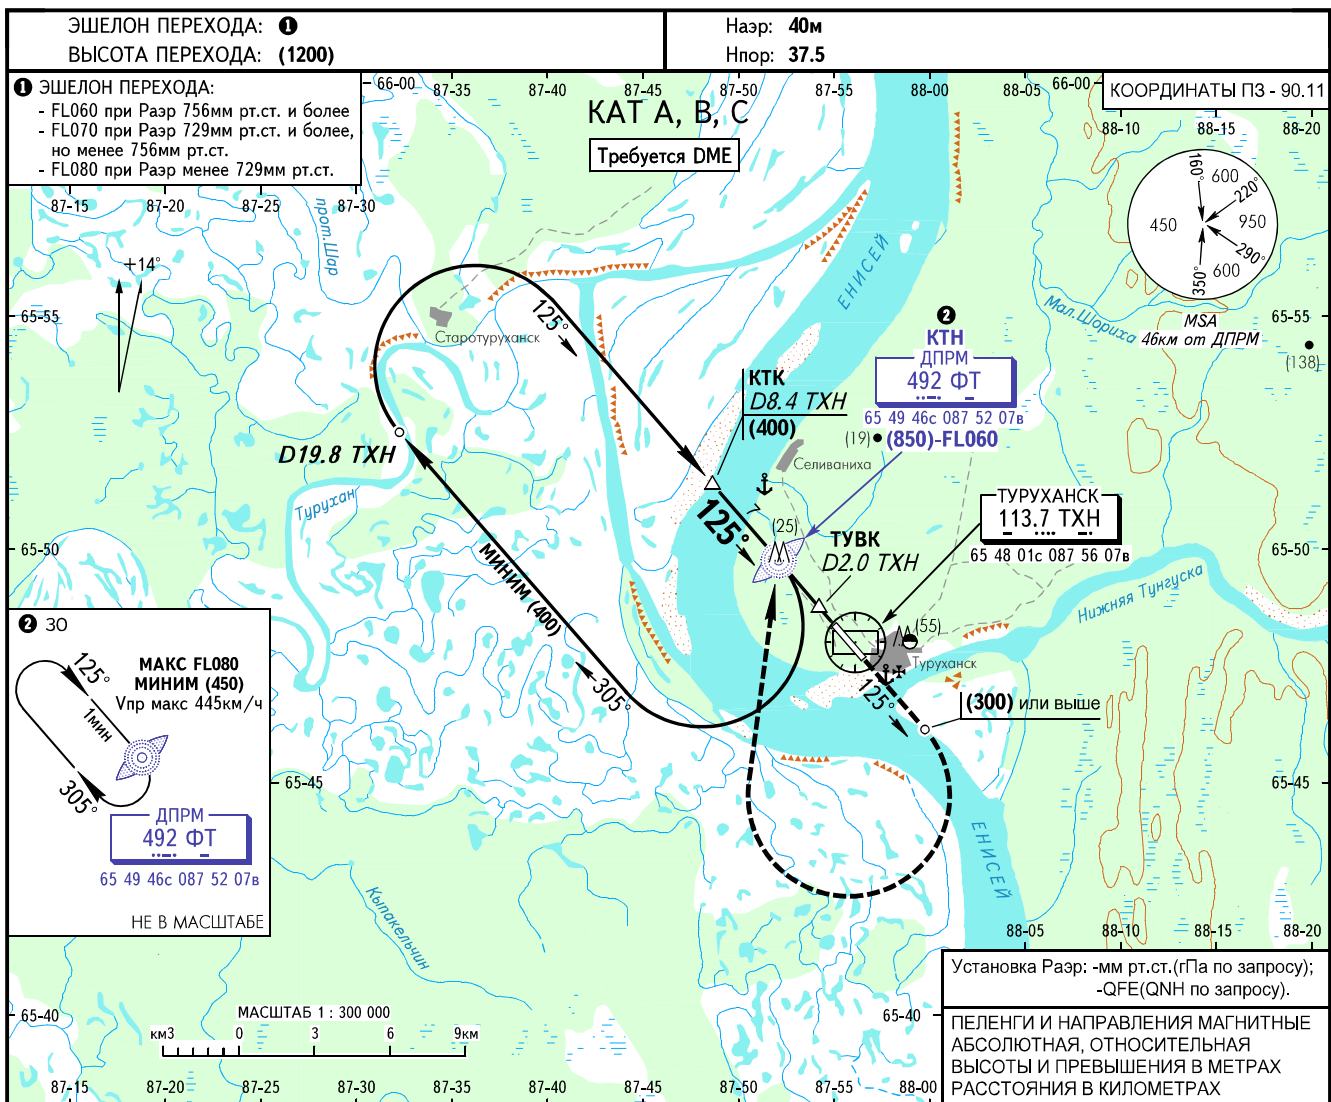 ЭШЕЛОН ПЕРЕХОДА: ❶
ВЫСОТА ПЕРЕХОДА: (1200)
Наэр: 40м
Нпор: 37.5
❶ ЭШЕЛОН ПЕРЕХОДА:
- FL060 при Раэр 756мм рт.ст. и более
- FL070 при Раэр 729мм рт.ст. и более,
но менее 756мм рт.ст.
- FL080 при Раэр менее 729мм рт.ст.
66-00
87-35
87-40
87-45
87-50
87-55
88-00
88-05
66-00
КООРДИНАТЫ ПЗ - 90.11
88-10
88-15
88-20
КАТ A, B, C
Требуется DME
87-15
87-20
87-25
87-30
прот.Шар
+14°
65-55
Старотуруханск
125°
ЕНИСЕЙ
160°
600
220°
450
950
290°
600
350°
MSA
46км от ДПРМ
Мал.Шориха
65-55
(138)
❷
КТН
ДПРМ
492 ФТ
65 49 46с 087 52 07в
(850)-FL060
КТК
D8.4 ТХН
(400)
(19)
Селиваниха
D19.8 ТХН
Турухан
7
125°
(25)
ТУВК
D2.0 ТХН
ТУРУХАНСК
113.7 ТХН
65 48 01с 087 56 07в
65-50
65-50
МИНИМ (400)
Нижняя Тунгуска
(55)
Туруханск
❷ ЗО
МАКС FL080
МИНИМ (450)
Vпр макс 445км/ч
125°
1мин
305°
ДПРМ
492 ФТ
65 49 46с 087 52 07в
НЕ В МАСШТАБЕ
305°
125°
(300) или выше
65-45
65-45
ЕНИСЕЙ
Кыпакельчин
88-05
88-10
88-15
88-20
Установка Раэр: -мм рт.ст.(гПа по запросу);
-QFE(QNH по запросу).
65-40
МАСШТАБ 1 : 300 000
км3
0
3
6
9км
65-40
ПЕЛЕНГИ И НАПРАВЛЕНИЯ МАГНИТНЫЕ
АБСОЛЮТНАЯ, ОТНОСИТЕЛЬНАЯ
ВЫСОТЫ И ПРЕВЫШЕНИЯ В МЕТРАХ
РАССТОЯНИЯ В КИЛОМЕТРАХ
87-15
87-20
87-25
87-30
87-35
87-40
87-45
87-50
87-55
88-00